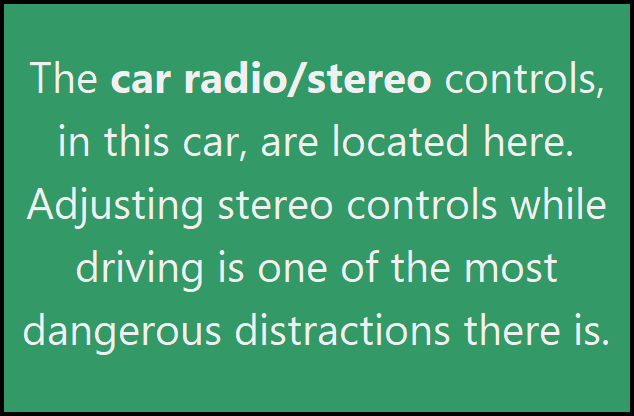 The car radio/stereo controls,
in this car, are located here.
Adjusting stereo controls while
driving is one of the most
dangerous distractions there is.